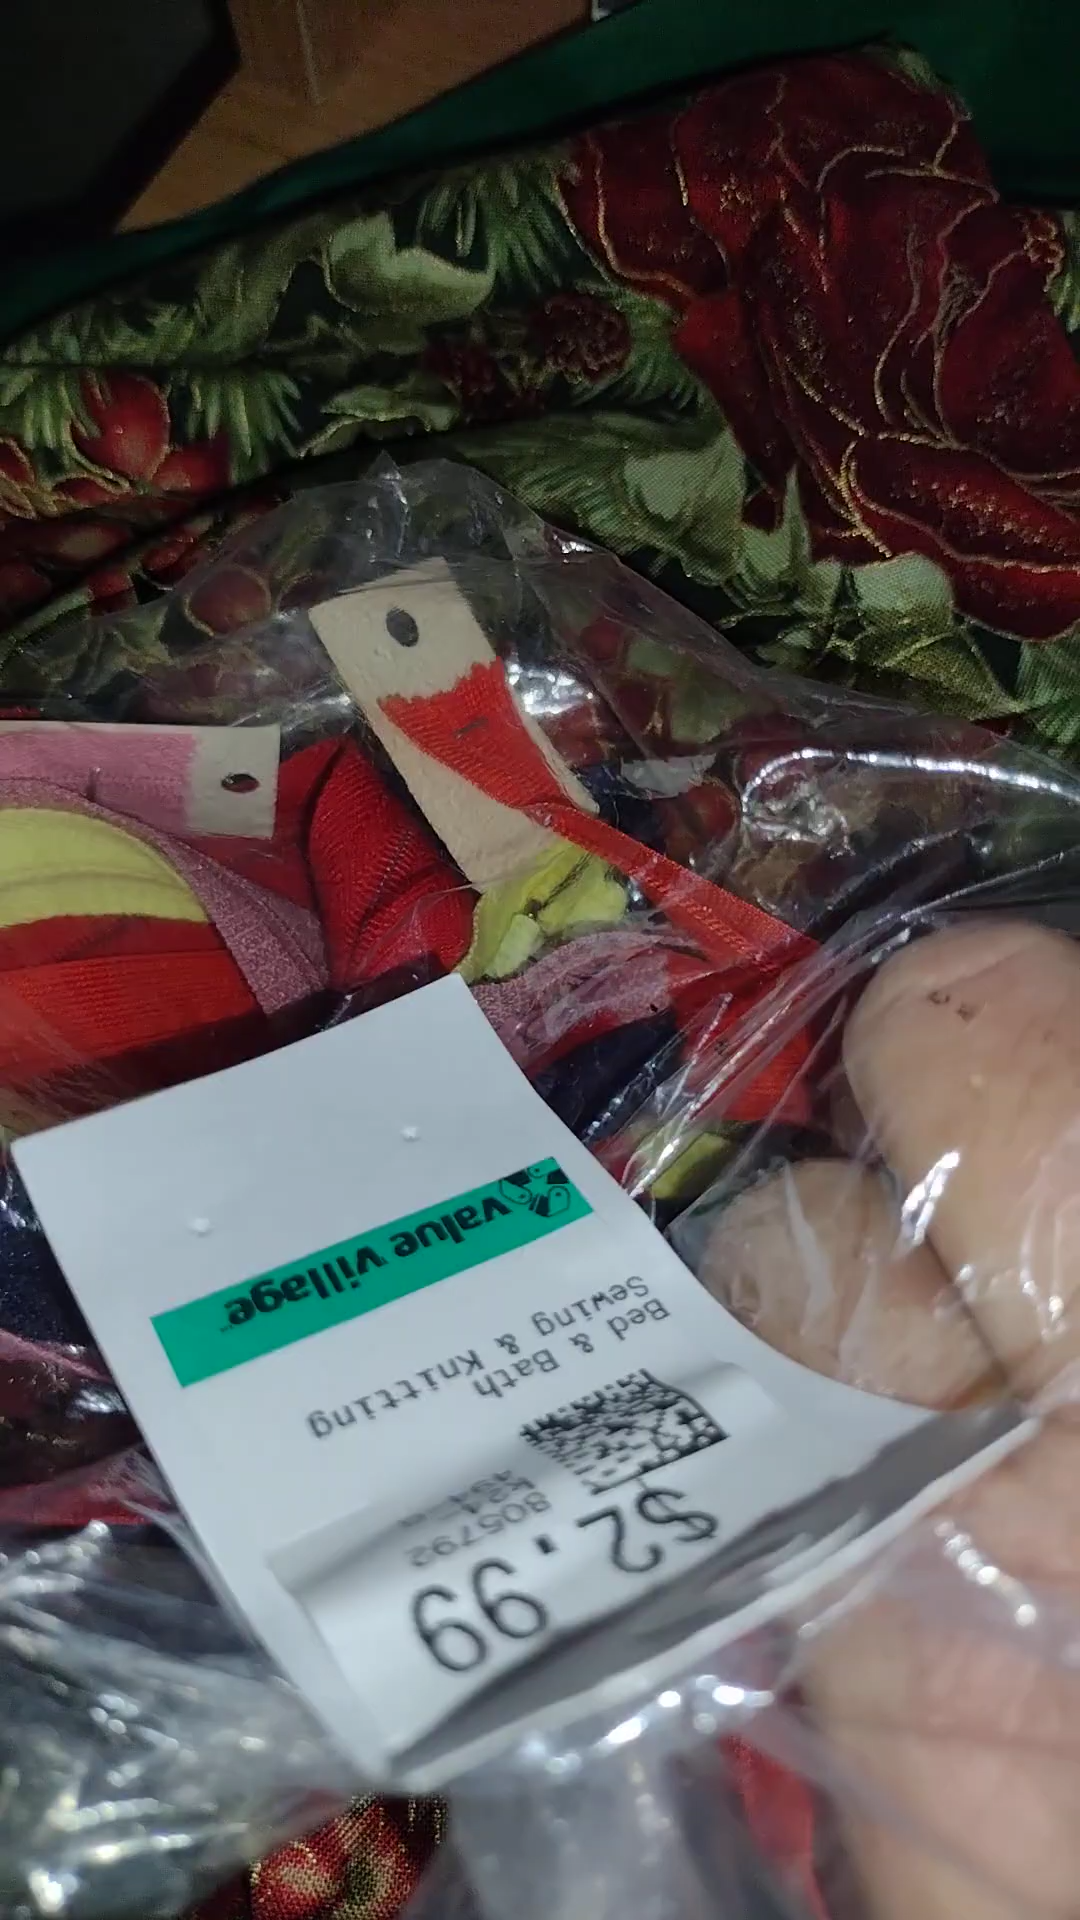 value village
Bed & Bath
Sewing & Knitting
805792
$2.99